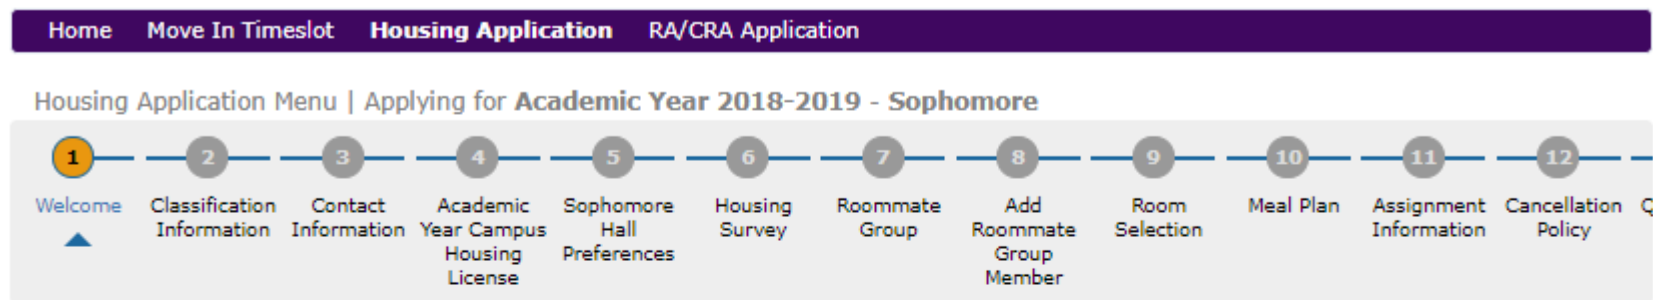 Home Move In Timeslot Housing Application RA/CRA Application
Housing Application Menu | Applying for Academic Year 2018-2019 - Sophomore
1 2 3 4 5 6 7 8 9 10 11 12
Welcome Classification Contact Academic Sophomore Housing Roommate Add Room Meal Plan Assignment Cancellation
Information Information Year Campus Hall Survey Group Roommate Selection Information Policy
Housing Preferences Group
License Member